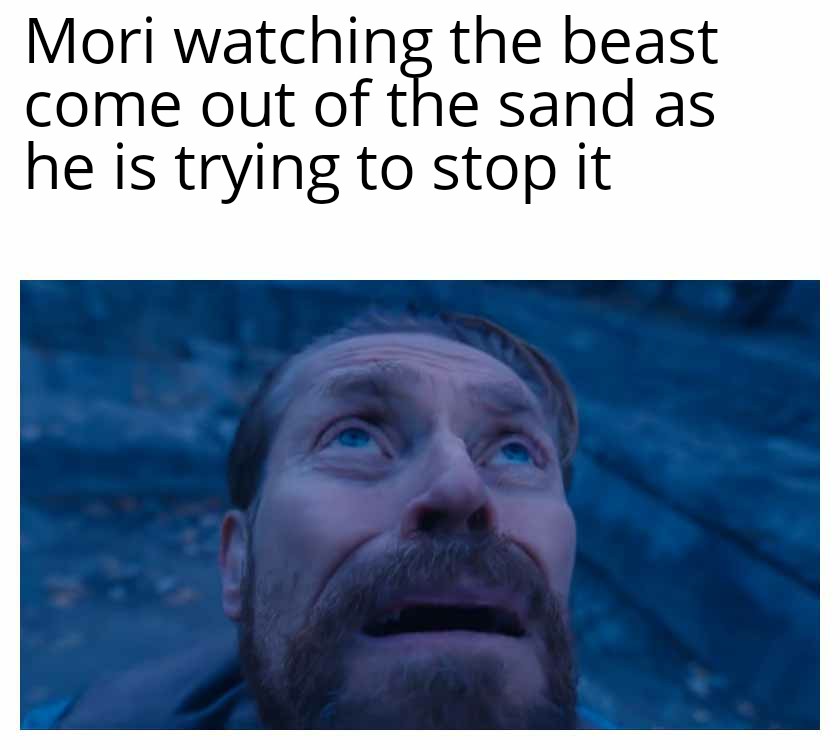 Mori watching the beast
come out of the sand as
he is trying to stop it